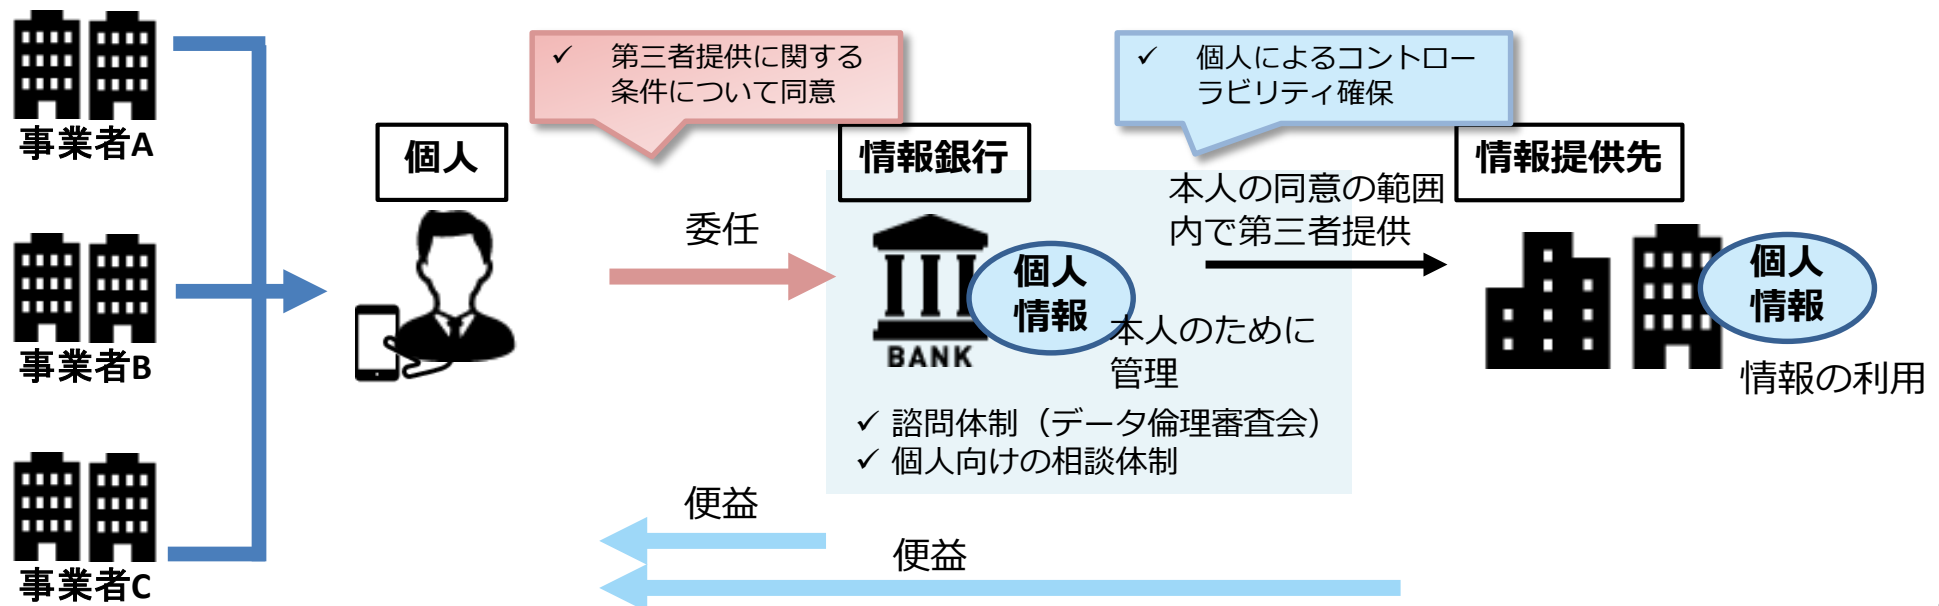 事業者A
事業者B
事業者C
個人
✓ 第三者提供に関する
条件について同意
委任
情報銀行
BANK
個人
情報
本人のために
管理
✓ 諮問体制（データ倫理審査会）
✓ 個人向けの相談体制
✓ 個人によるコントロー
ラビリティ確保
本人の同意の範囲
内で第三者提供
情報提供先
個人
情報
情報の利用
便益
便益